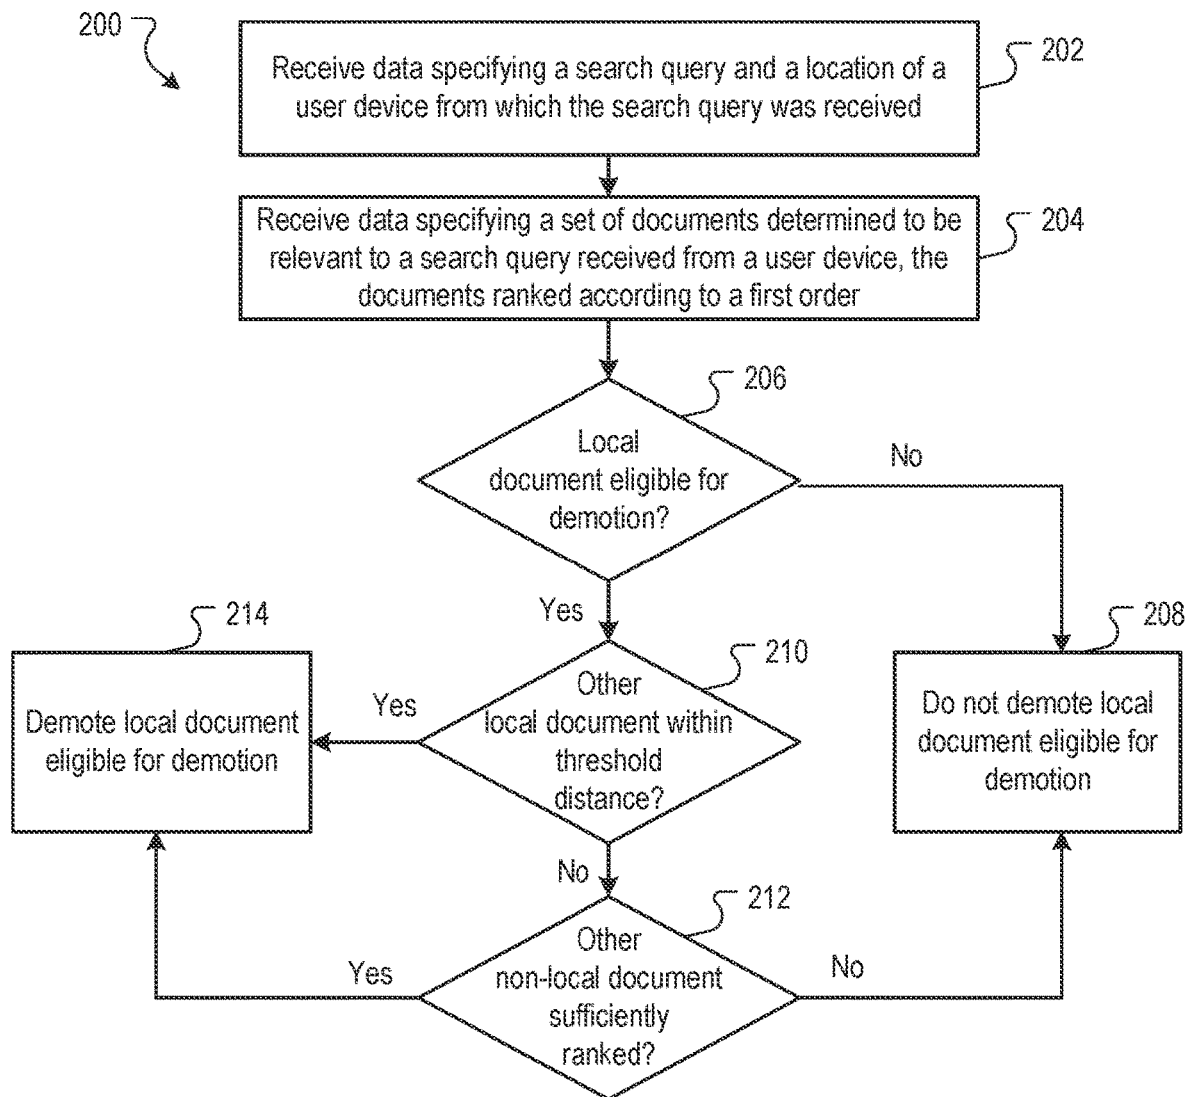 200
Receive data specifying a search query and a location of a
user device from which the search query was received
202
Receive data specifying a set of documents determined to be
relevant to a search query received from a user device, the
documents ranked according to a first order
204
206
Local
document eligible for
demotion?
No
Yes
214
210
208
Demote local document
eligible for demotion
Yes
Other
local document within
threshold
distance?
Do not demote local
document eligible for
demotion
No
212
Other
non-local document
sufficiently
ranked?
Yes
No